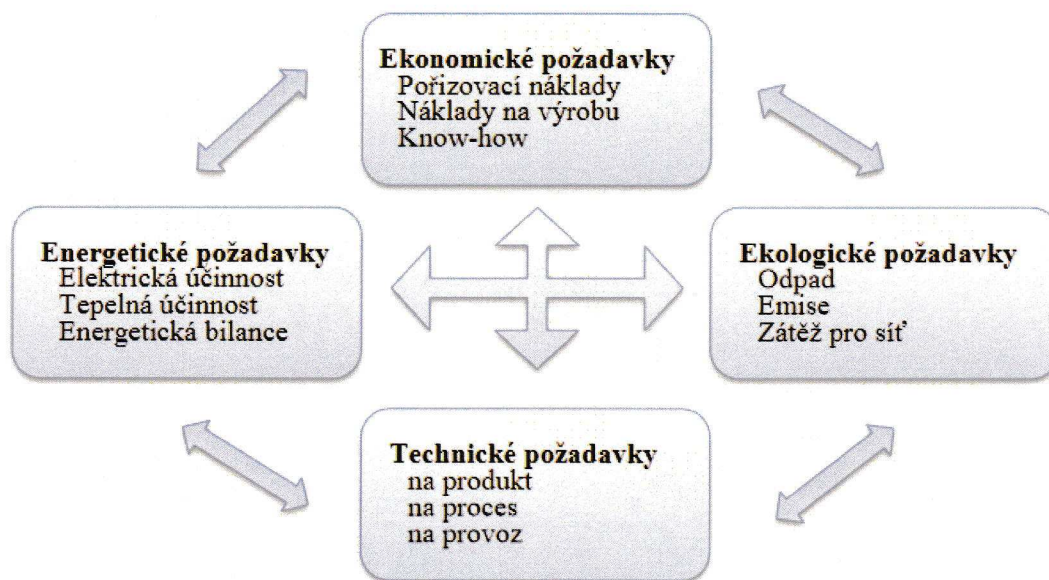 Ekonomické požadavky
Pořizovací náklady
Náklady na výrobu
Know-how
Energetické požadavky
Elektrická účinnost
Tepelná účinnost
Energetická bilance
Ekologické požadavky
Odpad
Emise
Zátěž pro síť
Technické požadavky
na produkt
na proces
na provoz